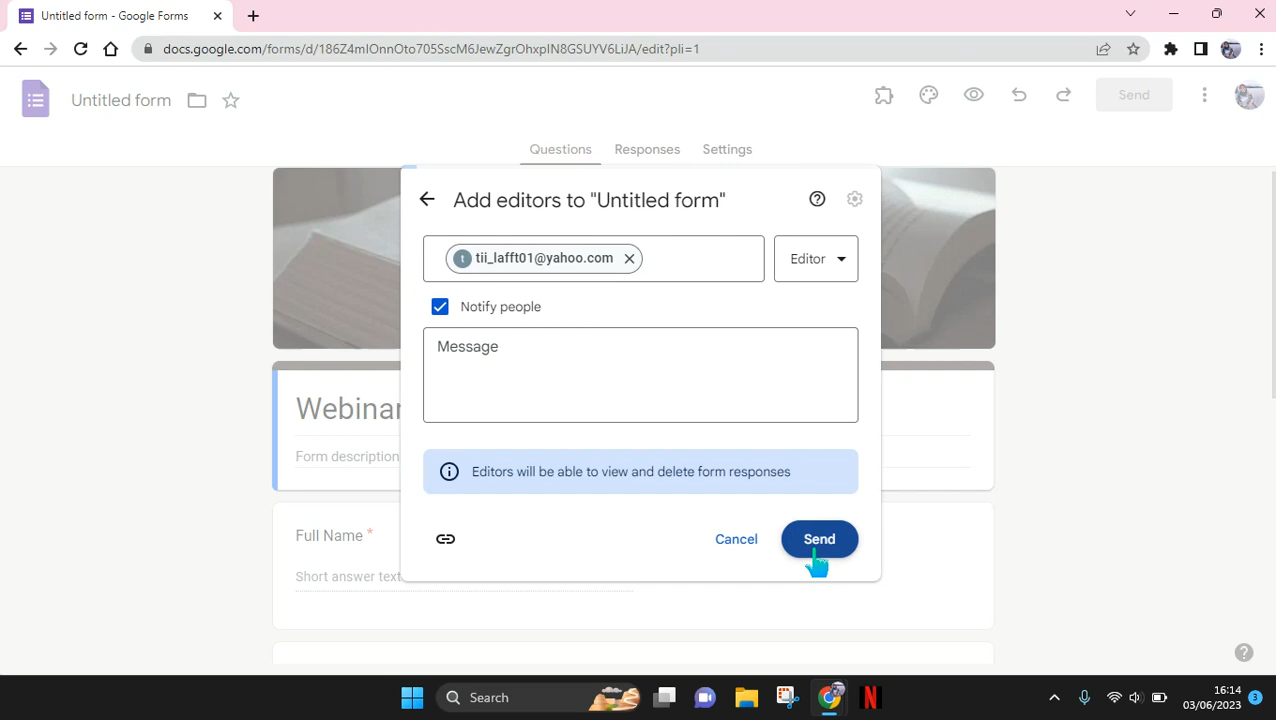 Untitled form - Google Forms
docs.google.com/forms/d/186Z4mIOnnOto705SscM6JewZgrOhxpIN8GSUYV6LiJA/edit?pli=1
Untitled form
Send
Questions Responses Settings
Add editors to "Untitled form"
t tii_lafft01@yahoo.com
Editor
Notify people
Message
Webinar
Form description
Editors will be able to view and delete form responses
Full Name *
Cancel Send
Short answer text
Search
16:14
03/06/2023
3